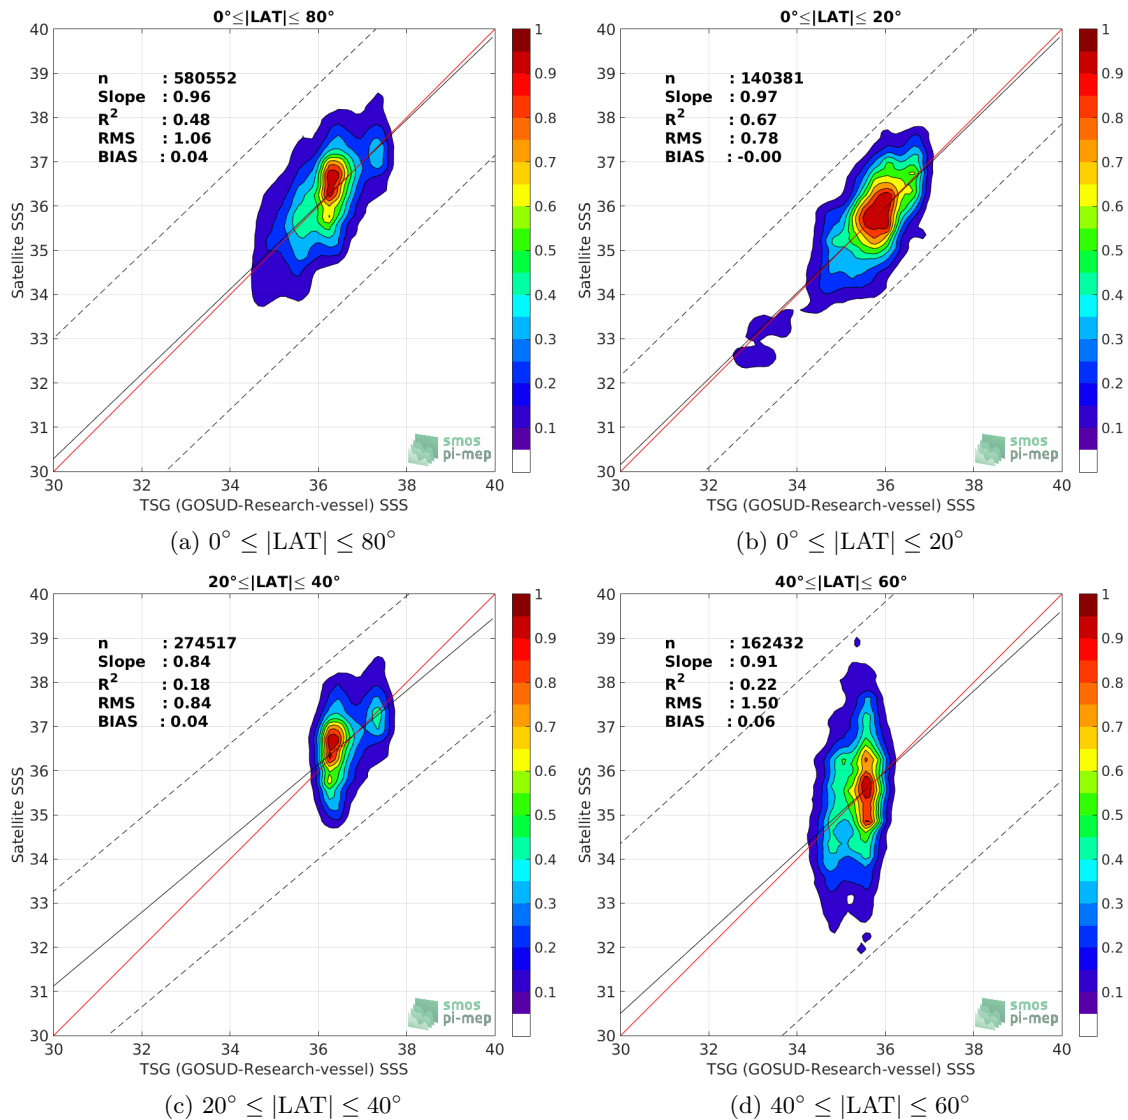 0°≤|LAT|≤ 80°
n : 580552
Slope : 0.96
R² : 0.48
RMS : 1.06
BIAS : 0.04
40
39
38
37
36
35
34
33
32
31
30
Satellite SSS
30 32 34 36 38 40
TSG (GOSUD-Research-vessel) SSS
smos
pi-mep
1
0.9
0.8
0.7
0.6
0.5
0.4
0.3
0.2
0.1
(a) 0° ≤ |LAT| ≤ 80°
0°≤|LAT|≤ 20°
n : 140381
Slope : 0.97
R² : 0.67
RMS : 0.78
BIAS : -0.00
40
39
38
37
36
35
34
33
32
31
30
Satellite SSS
30 32 34 36 38 40
TSG (GOSUD-Research-vessel) SSS
smos
pi-mep
1
0.9
0.8
0.7
0.6
0.5
0.4
0.3
0.2
0.1
(b) 0° ≤ |LAT| ≤ 20°
20°≤|LAT|≤ 40°
n : 274517
Slope : 0.84
R² : 0.18
RMS : 0.84
BIAS : 0.04
40
39
38
37
36
35
34
33
32
31
30
Satellite SSS
30 32 34 36 38 40
TSG (GOSUD-Research-vessel) SSS
smos
pi-mep
1
0.9
0.8
0.7
0.6
0.5
0.4
0.3
0.2
0.1
(c) 20° ≤ |LAT| ≤ 40°
40°≤|LAT|≤ 60°
n : 162432
Slope : 0.91
R² : 0.22
RMS : 1.50
BIAS : 0.06
40
39
38
37
36
35
34
33
32
31
30
Satellite SSS
30 32 34 36 38 40
TSG (GOSUD-Research-vessel) SSS
smos
pi-mep
1
0.9
0.8
0.7
0.6
0.5
0.4
0.3
0.2
0.1
(d) 40° ≤ |LAT| ≤ 60°